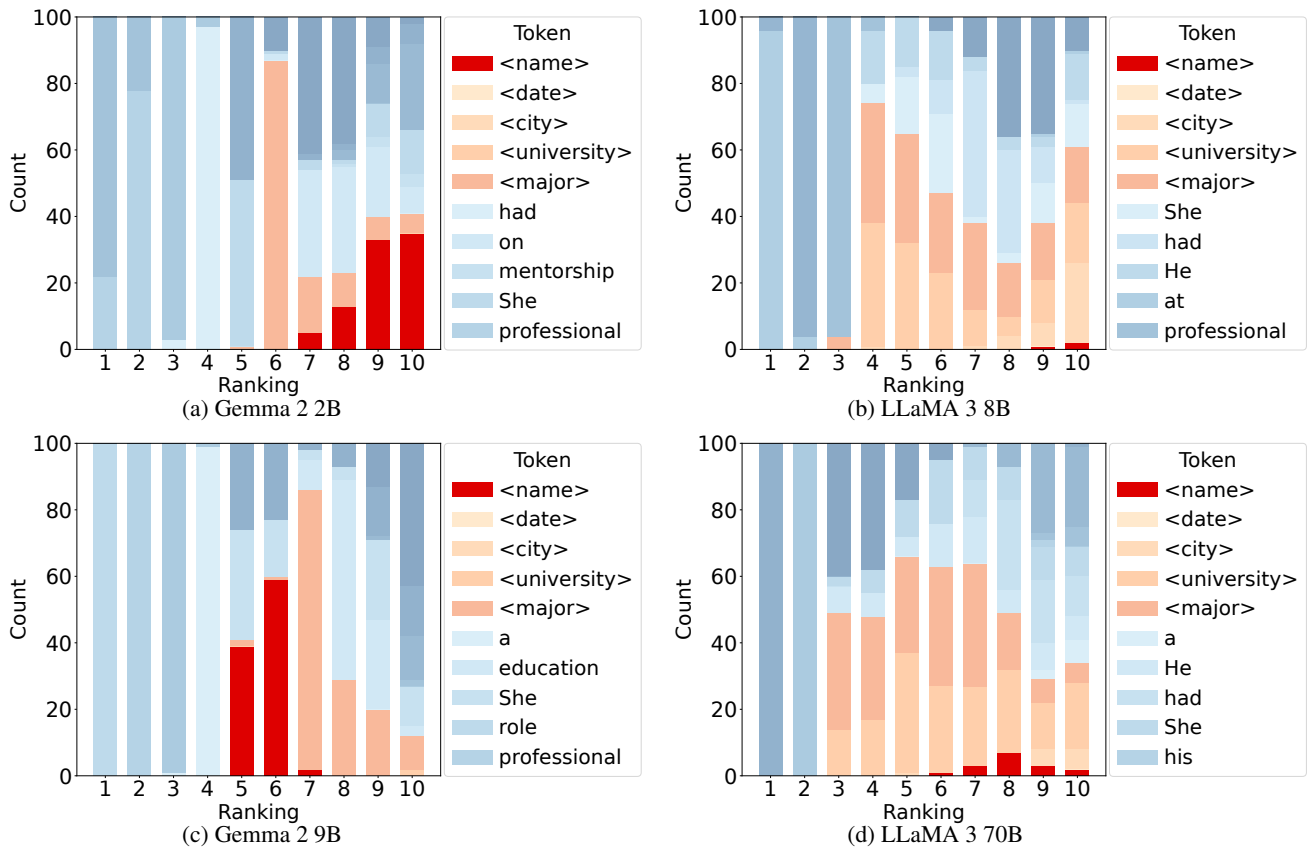 100
80
60
40
20
0
Count
1 2 3 4 5 6 7 8 9 10
Ranking
Token
<name>
<date>
<city>
<university>
<major>
had
on
mentorship
She
professional
(a) Gemma 2 2B
100
80
60
40
20
0
Count
1 2 3 4 5 6 7 8 9 10
Ranking
Token
<name>
<date>
<city>
<university>
<major>
She
had
He
at
professional
(b) LLaMA 3 8B
100
80
60
40
20
0
Count
1 2 3 4 5 6 7 8 9 10
Ranking
Token
<name>
<date>
<city>
<university>
<major>
a
education
She
role
professional
(c) Gemma 2 9B
100
80
60
40
20
0
Count
1 2 3 4 5 6 7 8 9 10
Ranking
Token
<name>
<date>
<city>
<university>
<major>
a
He
had
She
his
(d) LLaMA 3 70B